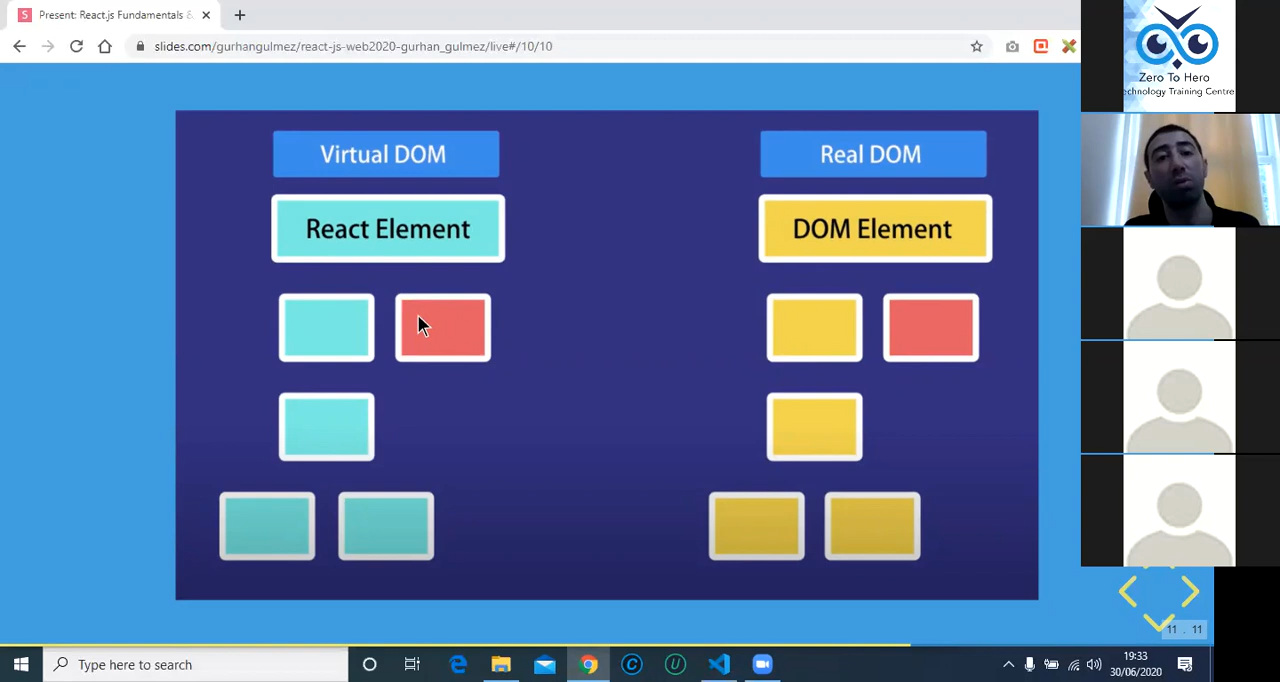 S Present: React.js Fundamentals &
slides.com/gurhangulmez/react-js-web2020-gurhan_gulmez/live#/10/10
Zero To Hero
echnology Training Centre
Virtual DOM
Real DOM
React Element
DOM Element
11 . 11
Type here to search
19:33
30/06/2020